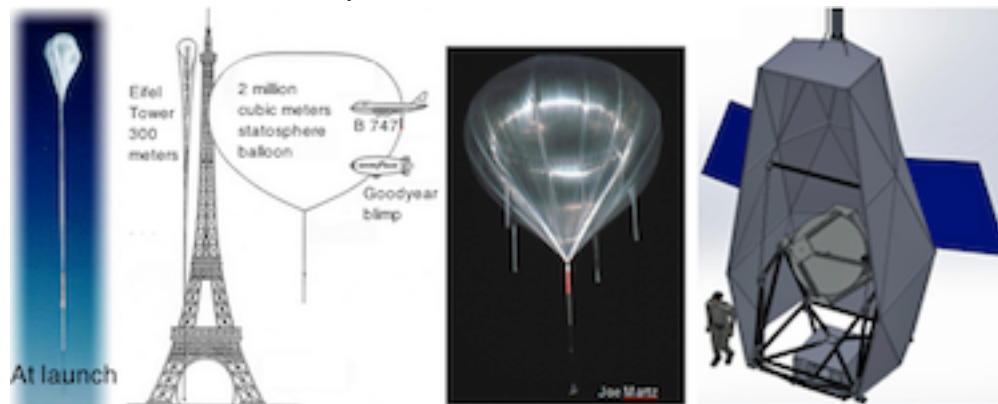 At launch
Eifel
Tower
300
meters
2 million
cubic meters
statosphere
balloon
B 747
Goodyear
blimp
Joe Martz